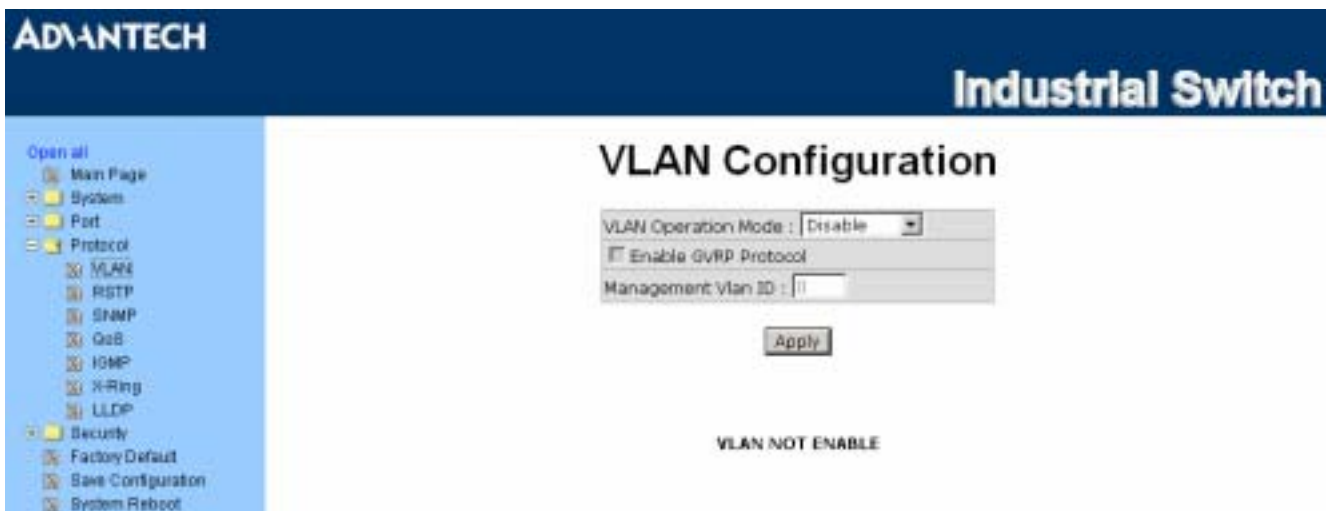 ADVANTECH
Industrial Switch
Open all
Main Page
System
Port
Protocol
VLAN
RSTP
SNMP
QoS
IGMP
X-Ring
LLDP
Security
Factory Default
Save Configuration
System Reboot
VLAN Configuration
VLAN Operation Mode : Disable
Enable GVRP Protocol
Management Vlan ID : 0
Apply
VLAN NOT ENABLE